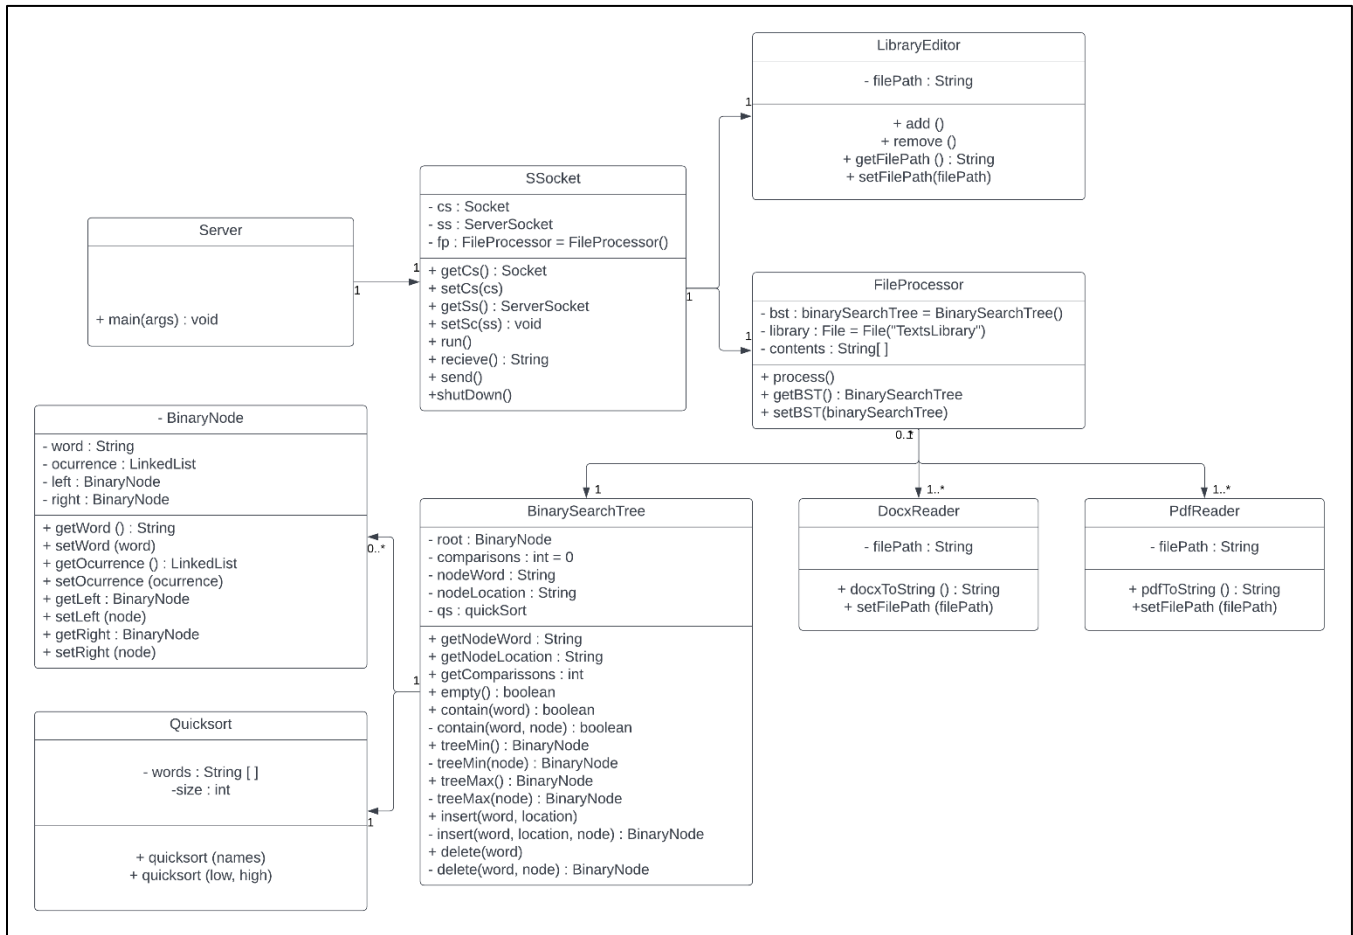 LibraryEditor
- filePath : String
+ add ()
+ remove ()
+ getFilePath () : String
+ setFilePath(filePath)
1
SSocket
- cs : Socket
- ss : ServerSocket
- fp : FileProcessor = FileProcessor()
+ getCs() : Socket
+ setCs(cs)
+ getSs() : ServerSocket
+ setSc(ss) : void
+ run()
+ recieve() : String
+ send()
+shutDown()
1
1
Server
+ main(args) : void
1
FileProcessor
- bst : binarySearchTree = BinarySearchTree()
- library : File = File("TextsLibrary")
- contents : String[ ]
+ process()
+ getBST() : BinarySearchTree
+ setBST(binarySearchTree)
1
- BinaryNode
- word : String
- ocurrence : LinkedList
- left : BinaryNode
- right : BinaryNode
+ getWord () : String
+ setWord (word)
+ getOcurrence () : LinkedList
+ setOcurrence (ocurrence)
+ getLeft : BinaryNode
+ setLeft (node)
+ getRight : BinaryNode
+ setRight (node)
0..*
BinarySearchTree
- root : BinaryNode
- comparisons : int = 0
- nodeWord : String
- nodeLocation : String
- qs : quickSort
+ getNodeWord : String
+ getNodeLocation : String
+ getComparissons : int
+ empty() : boolean
+ contain(word) : boolean
- contain(word, node) : boolean
+ treeMin() : BinaryNode
- treeMin(node) : BinaryNode
+ treeMax() : BinaryNode
- treeMax(node) : BinaryNode
+ insert(word, location)
- insert(word, location, node) : BinaryNode
+ delete(word)
- delete(word, node) : BinaryNode
1
1
DocxReader
- filePath : String
+ docxToString () : String
+ setFilePath (filePath)
1..*
PdfReader
- filePath : String
+ pdfToString () : String
+setFilePath (filePath)
1..*
Quicksort
- words : String [ ]
-size : int
+ quicksort (names)
+ quicksort (low, high)
1